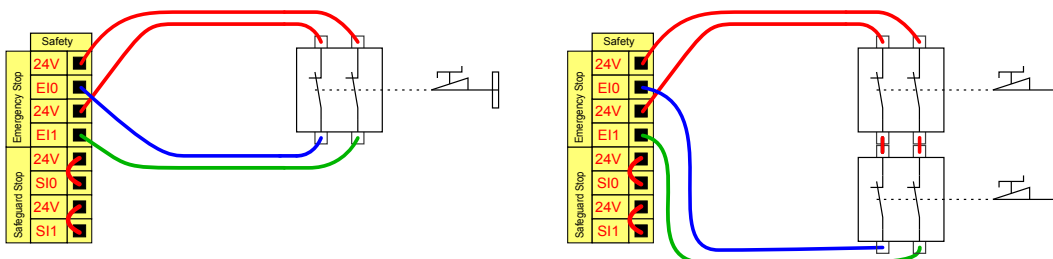 Safety
Emergency Stop
24V
EI0
24V
EI1
Safeguard Stop
24V
SI0
24V
SI1
Safety
Emergency Stop
24V
EI0
24V
EI1
Safeguard Stop
24V
SI0
24V
SI1